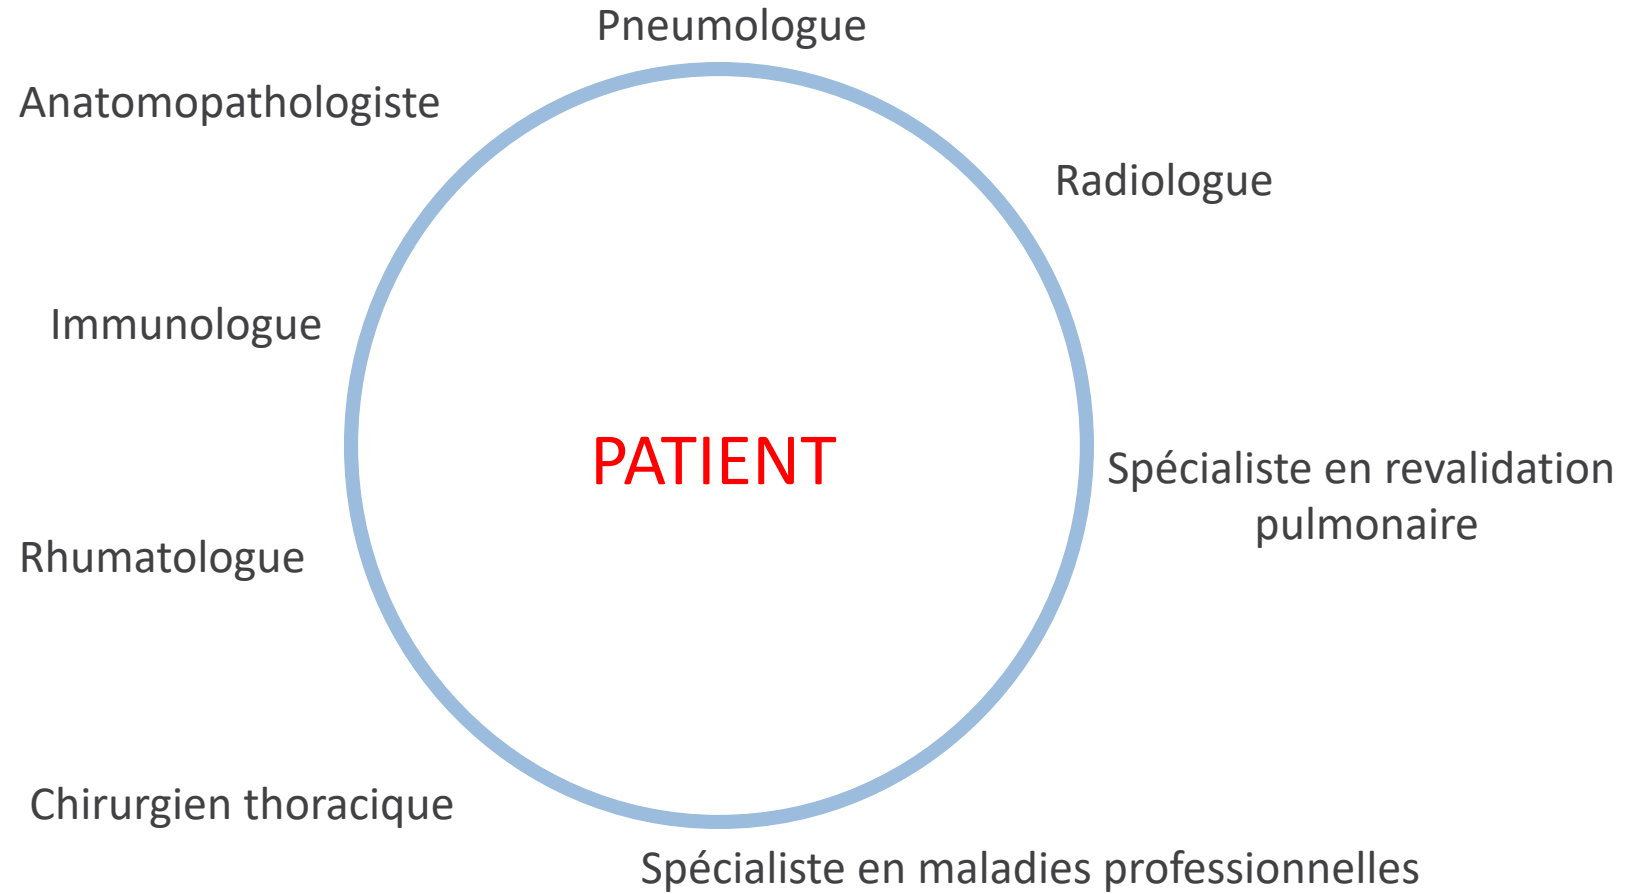 Pneumologue
Anatomopathologiste
Radiologue
Immunologue
PATIENT
Spécialiste en revalidation
pulmonaire
Rhumatologue
Chirurgien thoracique
Spécialiste en maladies professionnelles